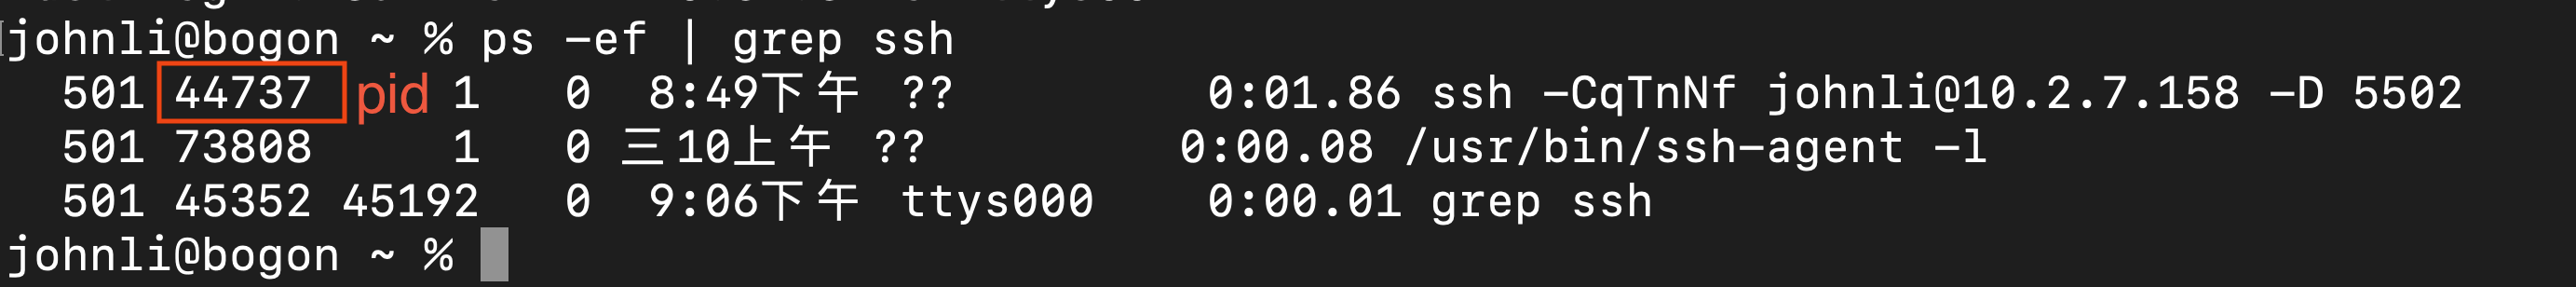 johnli@bogon ~ % ps -ef | grep ssh
501 44737 pid 1 0 8:49下午 ?? 0:01.86 ssh -CqTnNf johnli@10.2.7.158 -D 5502
501 73808 1 0 三10上午 ?? 0:00.08 /usr/bin/ssh-agent -l
501 45352 45192 0 9:06下午 ttys000 0:00.01 grep ssh
johnli@bogon ~ %